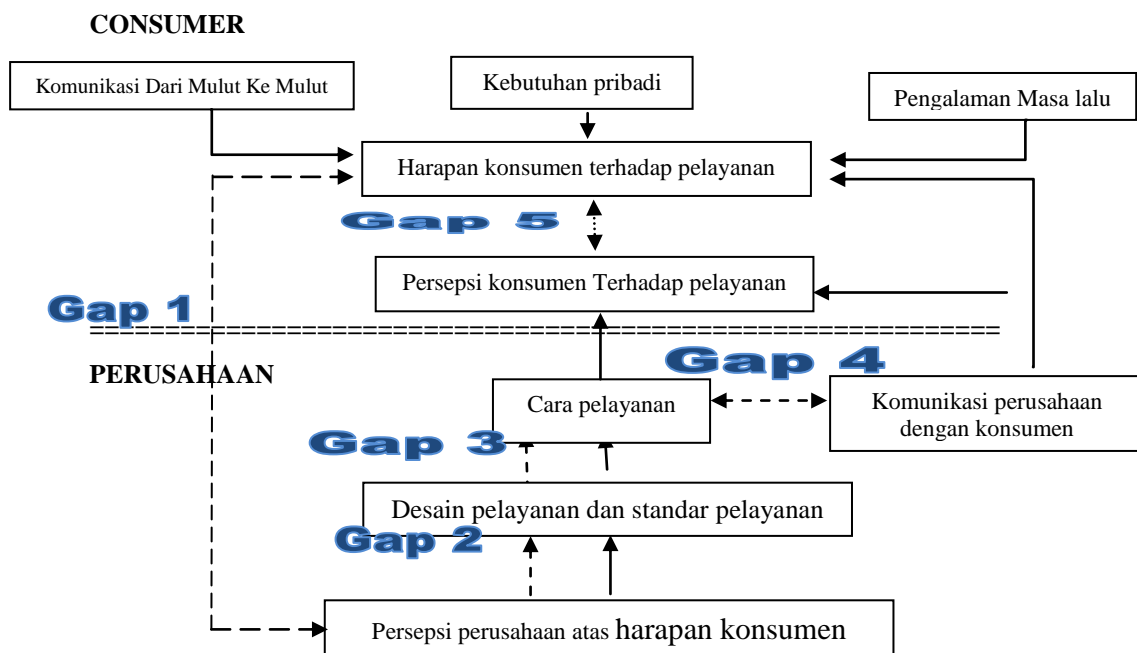 CONSUMER
Komunikasi Dari Mulut Ke Mulut
Kebutuhan pribadi
Pengalaman Masa lalu
Harapan konsumen terhadap pelayanan
Gap 5
Persepsi konsumen Terhadap pelayanan
Gap 1
PERUSAHAAN
Gap 4
Cara pelayanan
Komunikasi perusahaan
dengan konsumen
Gap 3
Desain pelayanan dan standar pelayanan
Gap 2
Persepsi perusahaan atas harapan konsumen